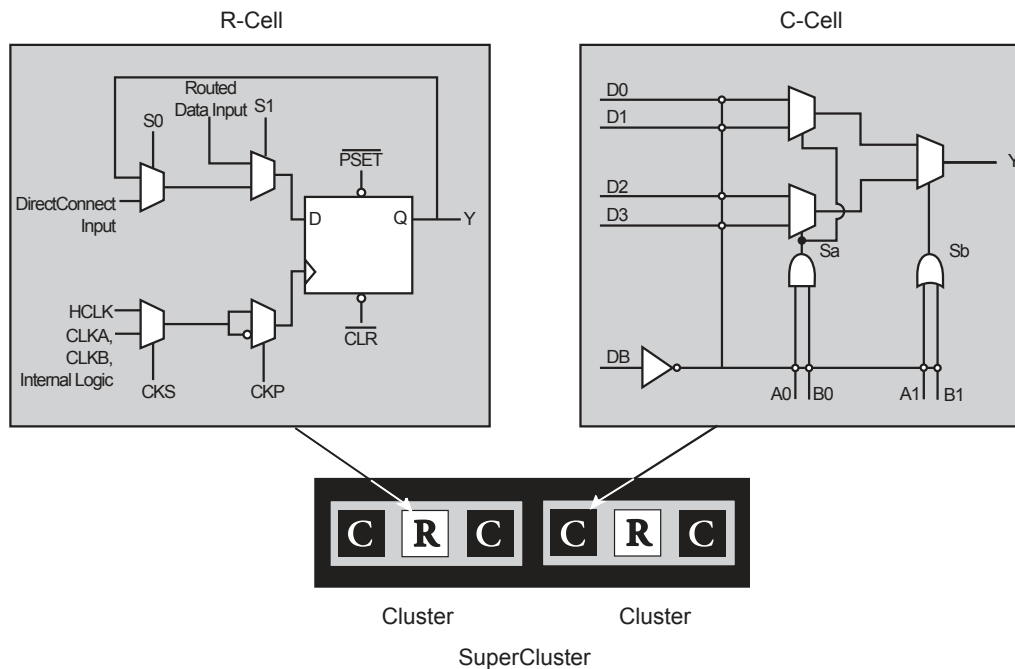 R-Cell
Routed
Data Input
S1
S0
PSET
DirectConnect
Input
D
Q
Y
HCLK
CLKA,
CLKB,
Internal Logic
CKS
CKP
CLR
C-Cell
D0
D1
D2
D3
Sa
Sb
Y
DB
A0
B0
A1
B1
C R C
C R C
Cluster
Cluster
SuperCluster